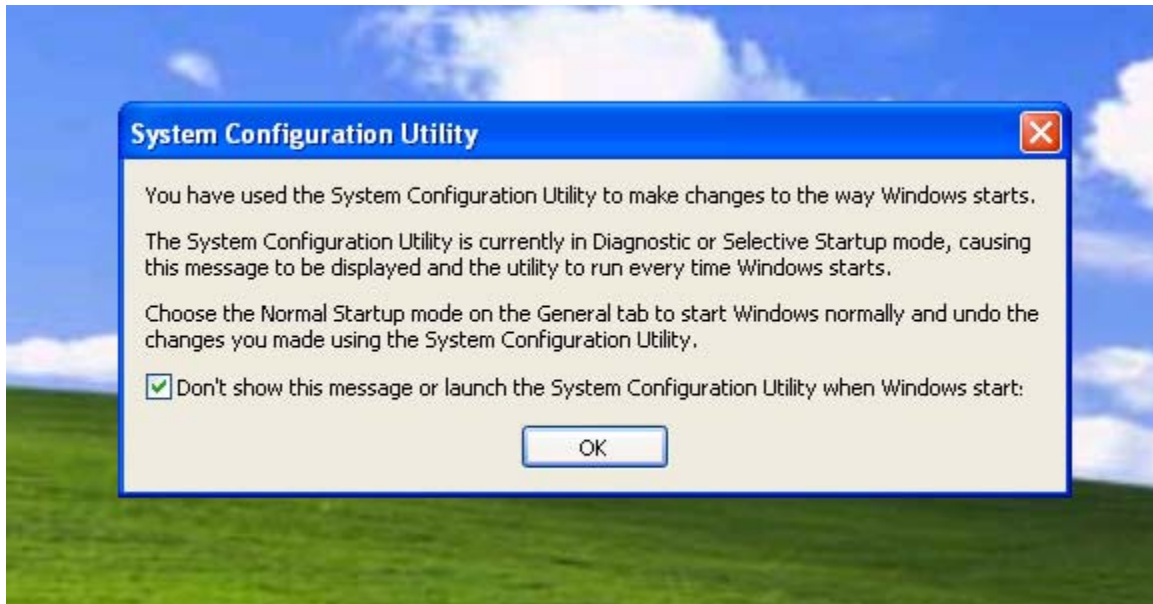 System Configuration Utility
You have used the System Configuration Utility to make changes to the way Windows starts.
The System Configuration Utility is currently in Diagnostic or Selective Startup mode, causing
this message to be displayed and the utility to run every time Windows starts.
Choose the Normal Startup mode on the General tab to start Windows normally and undo the
changes you made using the System Configuration Utility.
Don't show this message or launch the System Configuration Utility when Windows start:
OK